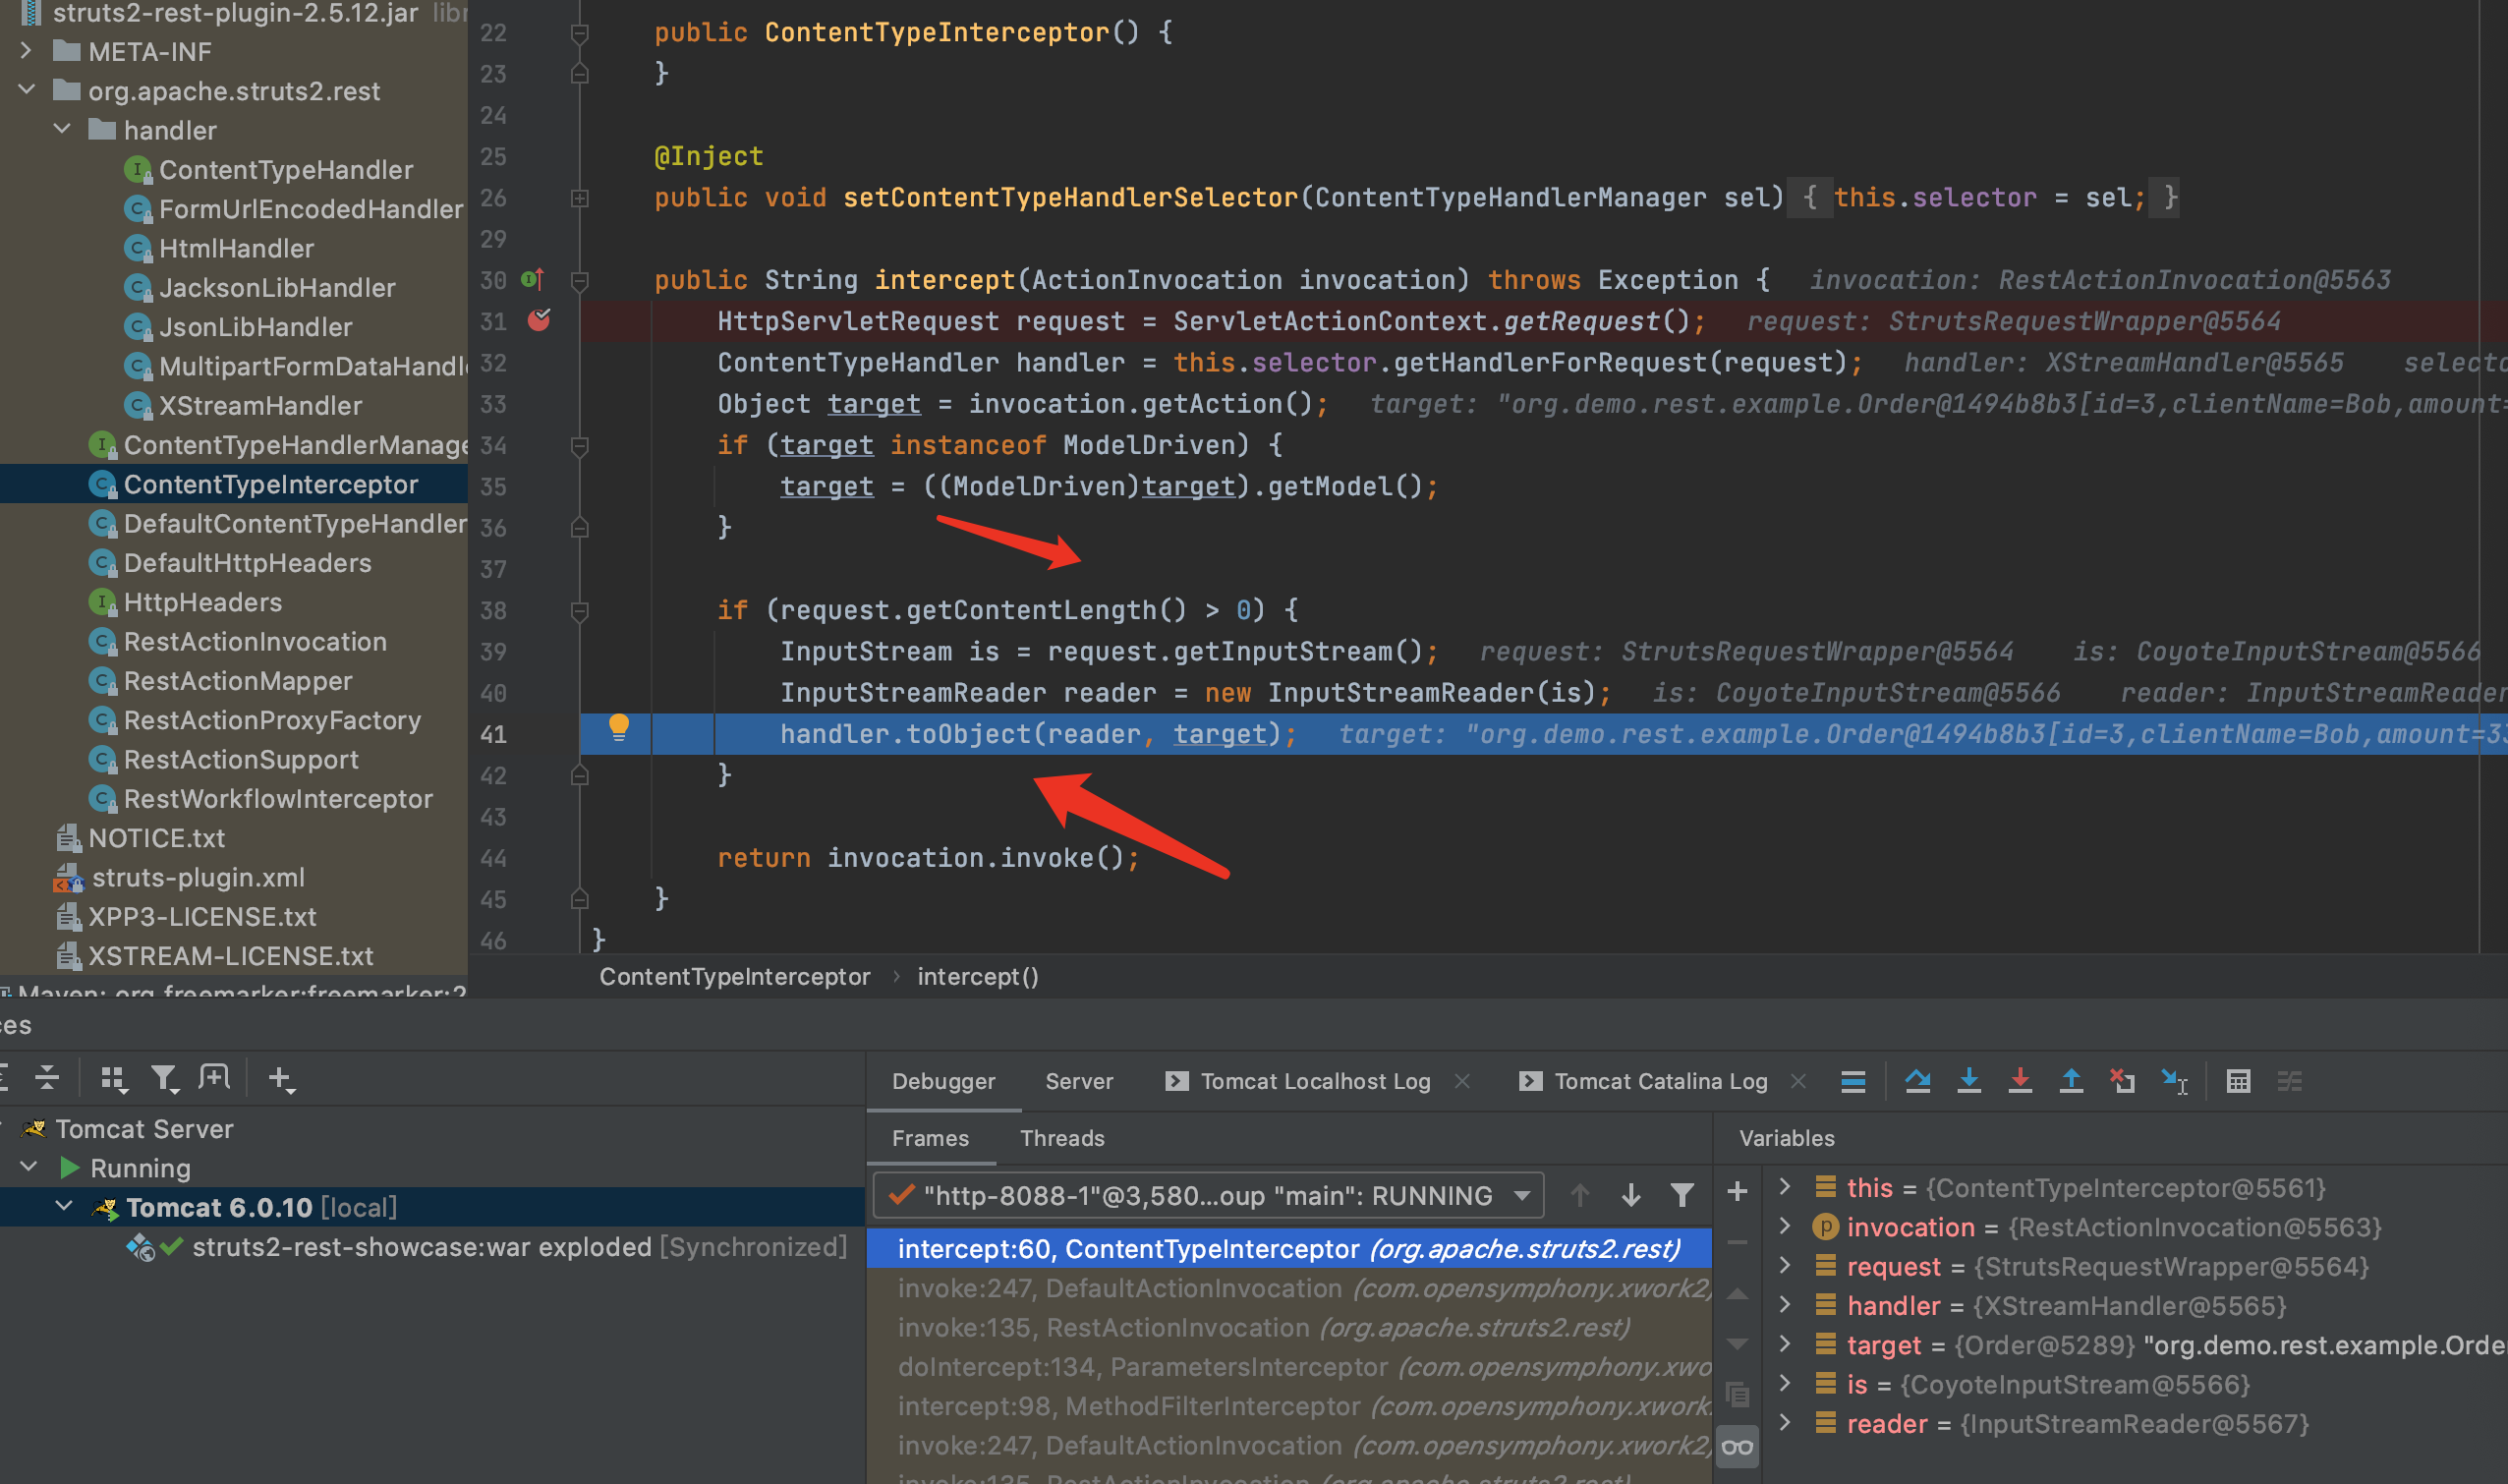 struts2-rest-plugin-2.5.12.jar libr
META-INF
org.apache.struts2.rest
handler
ContentTypeHandler
FormUrlEncodedHandler
HtmlHandler
JacksonLibHandler
JsonLibHandler
MultipartFormDataHandle
XStreamHandler
ContentTypeHandlerManage
ContentTypeInterceptor
DefaultContentTypeHandler
DefaultHttpHeaders
HttpHeaders
RestActionInvocation
RestActionMapper
RestActionProxyFactory
RestActionSupport
RestWorkflowInterceptor
NOTICE.txt
struts-plugin.xml
XPP3-LICENSE.txt
XSTREAM-LICENSE.txt
Maven: org.freemarker:freemarker:2
22 public ContentTypeInterceptor() {
23 }
24
25 @Inject
26 public void setContentTypeHandlerSelector(ContentTypeHandlerManager sel) { this.selector = sel; }
29
30 public String intercept(ActionInvocation invocation) throws Exception { invocation: RestActionInvocation@5563
31 HttpServletRequest request = ServletActionContext.getRequest(); request: StrutsRequestWrapper@5564
32 ContentTypeHandler handler = this.selector.getHandlerForRequest(request); handler: XStreamHandler@5565 selecto
33 Object target = invocation.getAction(); target: "org.demo.rest.example.Order@1494b8b3[id=3,clientName=Bob,amount=
34 if (target instanceof ModelDriven) {
35 target = ((ModelDriven)target).getModel();
36 }
37
38 if (request.getContentLength() > 0) {
39 InputStream is = request.getInputStream(); request: StrutsRequestWrapper@5564 is: CoyoteInputStream@5566
40 InputStreamReader reader = new InputStreamReader(is); is: CoyoteInputStream@5566 reader: InputStreamReader
41 handler.toObject(reader, target); target: "org.demo.rest.example.Order@1494b8b3[id=3,clientName=Bob,amount=33
42 }
43
44 return invocation.invoke();
45 }
46 }
ContentTypeInterceptor › intercept()
ces
Tomcat Server
Running
Tomcat 6.0.10 [local]
struts2-rest-showcase:war exploded [Synchronized]
Debugger Server Tomcat Localhost Log Tomcat Catalina Log
Frames Threads
"http-8088-1"@3,580...oup "main": RUNNING
intercept:60, ContentTypeInterceptor (org.apache.struts2.rest)
invoke:247, DefaultActionInvocation (com.opensymphony.xwork2)
invoke:135, RestActionInvocation (org.apache.struts2.rest)
doIntercept:134, ParametersInterceptor (com.opensymphony.xwo
intercept:98, MethodFilterInterceptor (com.opensymphony.xwork.
invoke:247, DefaultActionInvocation (com.opensymphony.xwork2)
invoke:135, RestActionInvocation (org.apache.struts2.rest)
Variables
this = {ContentTypeInterceptor@5561}
p invocation = {RestActionInvocation@5563}
request = {StrutsRequestWrapper@5564}
handler = {XStreamHandler@5565}
target = {Order@5289} "org.demo.rest.example.Orde
is = {CoyoteInputStream@5566}
reader = {InputStreamReader@5567}